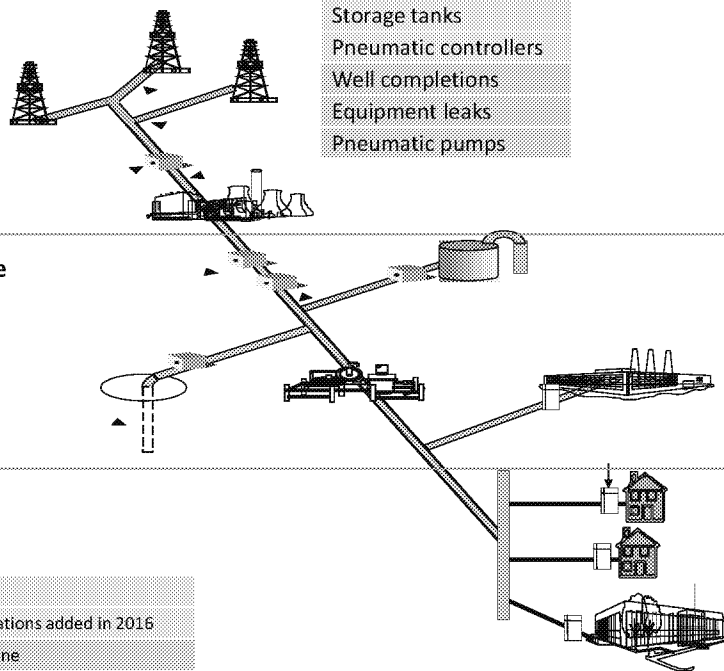 Storage tanks
Pneumatic controllers
Well completions
Equipment leaks
Pneumatic pumps
e
ations added in 2016
ne